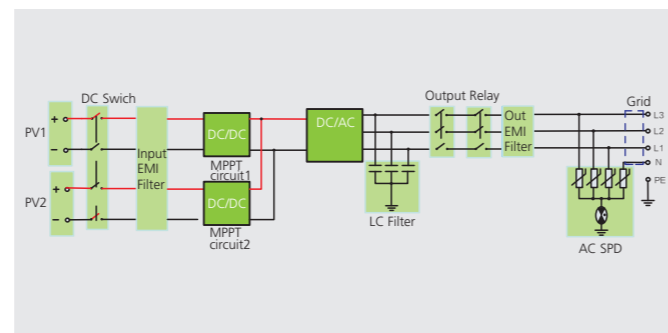 DC Swich
Output Relay
Grid
PV1
+
−
PV2
+
−
Input
EMI
Filter
DC/DC
MPPT
circuit1
DC/DC
MPPT
circuit2
DC/AC
LC Filter
Out
EMI
Filter
L3
L2
L1
N
PE
AC SPD